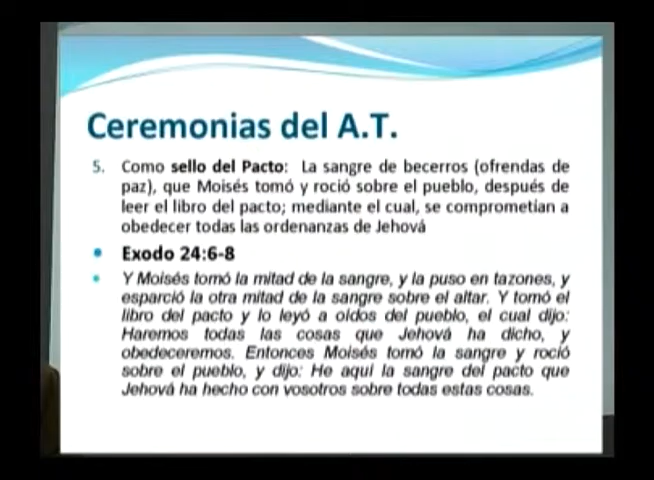 Ceremonias del A.T.
5. Como sello del Pacto: La sangre de becerros (ofrendas de
paz), que Moisés tomó y roció sobre el pueblo, después de
leer el libro del pacto; mediante el cual, se comprometían a
obedecer todas las ordenanzas de Jehová
• Exodo 24:6-8
• Y Moisés tomó la mitad de la sangre, y la puso en tazones, y
esparció la otra mitad de la sangre sobre el altar. Y tomó el
libro del pacto y lo leyó a oídos del pueblo, el cual dijo:
Haremos todas las cosas que Jehová ha dicho, y
obedeceremos. Entonces Moisés tomó la sangre y roció
sobre el pueblo, y dijo: He aquí la sangre del pacto que
Jehová ha hecho con vosotros sobre todas estas cosas.